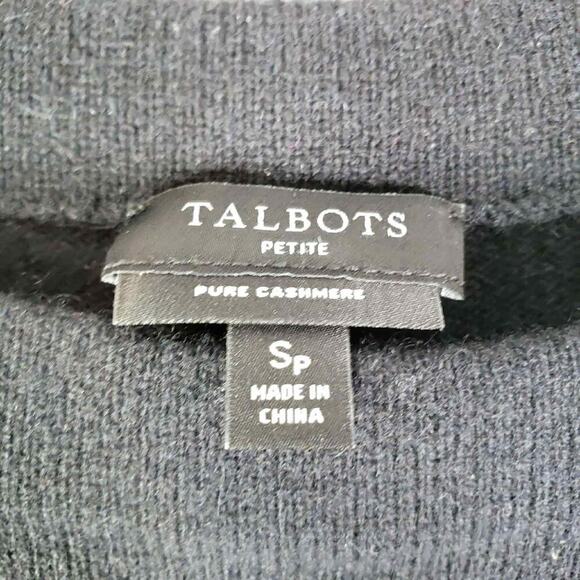 TALBOTS
PETITE
PURE CASHMERE
SP
MADE IN
CHINA